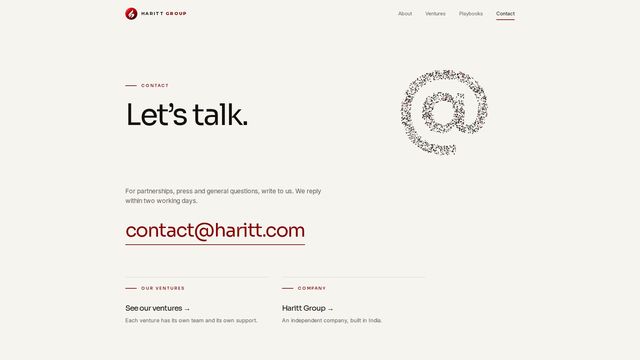 HARITT GROUP
About Ventures Playbooks Contact
CONTACT
Let’s talk.
@
For partnerships, press and general questions, write to us. We reply
within two working days.
contact@haritt.com
OUR VENTURES
See our ventures →
Each venture has its own team and its own support.
COMPANY
Haritt Group →
An independent company, built in India.